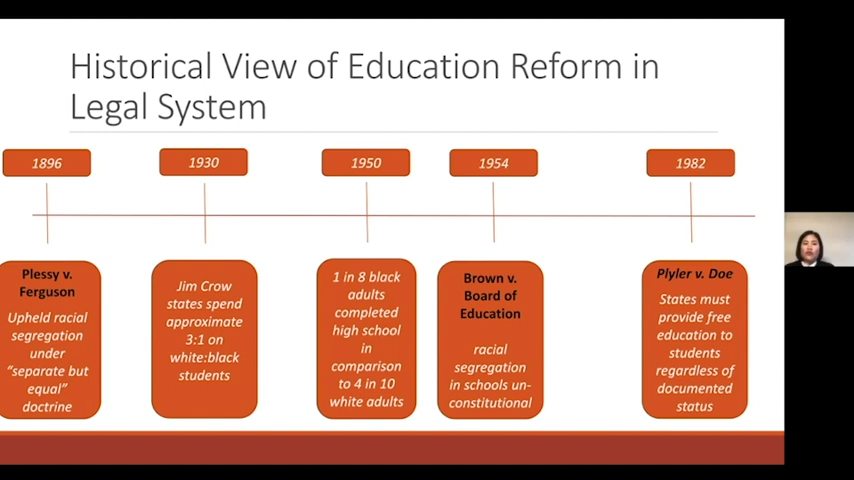 Historical View of Education Reform in
Legal System
1896
1930
1950
1954
1982
Plessy v.
Ferguson
Upheld racial
segregation
under
“separate but
equal”
doctrine
Jim Crow
states spend
approximate
3:1 on
white:black
students
1 in 8 black
adults
completed
high school
in
comparison
to 4 in 10
white adults
Brown v.
Board of
Education
racial
segregation
in schools un-
constitutional
Plyler v. Doe
States must
provide free
education to
students
regardless of
documented
status